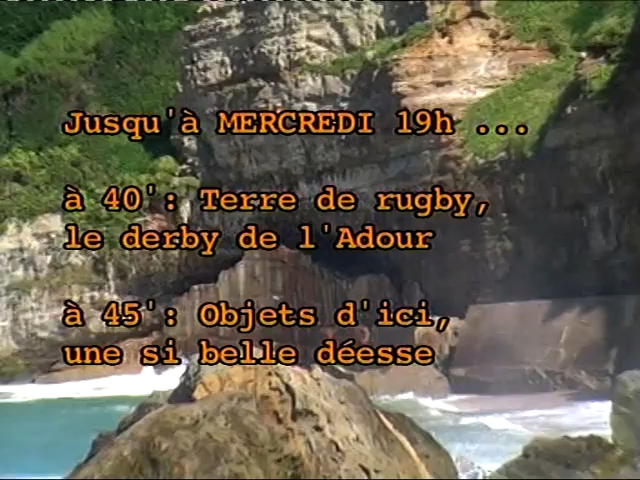 Jusqu'à MERCREDI 19h ...
à 40': Terre de rugby,
le derby de l'Adour
à 45': Objets d'ici,
une si belle déesse